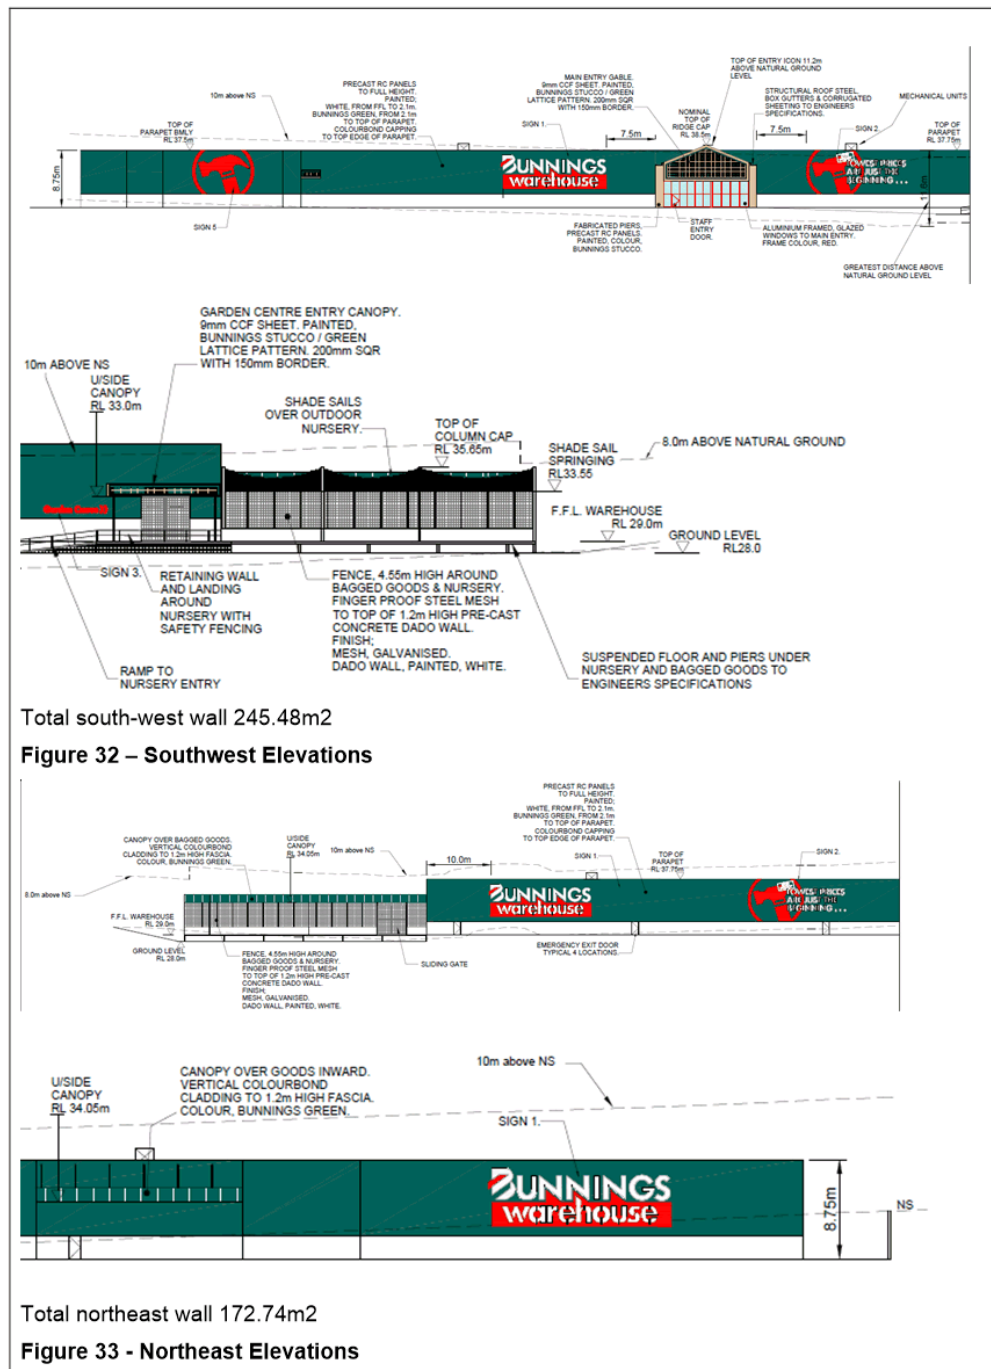 TOP OF ENTRY ICON 11.2m
ABOVE NATURAL GROUND
LEVEL
MAIN ENTRY GABLE.
9mm CCF SHEET. PAINTED,
BUNNINGS STUCCO / GREEN
LATTICE PATTERN. 200mm SQR
WITH 150mm BORDER.
PRECAST RC PANELS
TO FULL HEIGHT.
PAINTED;
WHITE, FROM FFL TO 2.1m.
BUNNINGS GREEN, FROM 2.1m
TO TOP OF PARAPET.
COLOURBOND CAPPING
TO TOP EDGE OF PARAPET.
STRUCTURAL ROOF STEEL,
BOX GUTTERS & CORRUGATED
SHEETING TO ENGINEERS
SPECIFICATIONS.
MECHANICAL UNITS
10m above NS
TOP OF
PARAPET BMLY
RL 37.5m
SIGN 1.
7.5m
NOMINAL
TOP OF
RIDGE CAP
RL 38.5m
7.5m
SIGN 2.
TOP OF
PARAPET
RL 37.75m
8.75m
BUNNINGS
warehouse
LOWEST PRICES
ARE JUST THE
BEGINNING...
11.6m
SIGN 5
FABRICATED PIERS,
PRECAST RC PANELS.
PAINTED, COLOUR,
BUNNINGS STUCCO.
STAFF
ENTRY
DOOR.
ALUMINIUM FRAMED, GLAZED
WINDOWS TO MAIN ENTRY.
FRAME COLOUR, RED.
GREATEST DISTANCE ABOVE
NATURAL GROUND LEVEL
GARDEN CENTRE ENTRY CANOPY.
9mm CCF SHEET. PAINTED,
BUNNINGS STUCCO / GREEN
LATTICE PATTERN. 200mm SQR
WITH 150mm BORDER.
10m ABOVE NS
U/SIDE
CANOPY
RL 33.0m
SHADE SAILS
OVER OUTDOOR
NURSERY.
TOP OF
COLUMN CAP
RL 35.65m
8.0m ABOVE NATURAL GROUND
SHADE SAIL
SPRINGING
RL33.55
F.F.L. WAREHOUSE
RL 29.0m
GROUND LEVEL
RL28.0
SIGN 3.
RETAINING WALL
AND LANDING
AROUND
NURSERY WITH
SAFETY FENCING
FENCE, 4.55m HIGH AROUND
BAGGED GOODS & NURSERY.
FINGER PROOF STEEL MESH
TO TOP OF 1.2m HIGH PRE-CAST
CONCRETE DADO WALL.
FINISH;
MESH, GALVANISED.
DADO WALL, PAINTED, WHITE.
RAMP TO
NURSERY ENTRY
SUSPENDED FLOOR AND PIERS UNDER
NURSERY AND BAGGED GOODS TO
ENGINEERS SPECIFICATIONS
Total south-west wall 245.48m2
Figure 32 – Southwest Elevations
PRECAST RC PANELS
TO FULL HEIGHT.
PAINTED;
WHITE, FROM FFL TO 2.1m.
BUNNINGS GREEN, FROM 2.1m
TO TOP OF PARAPET.
COLOURBOND CAPPING
TO TOP EDGE OF PARAPET.
CANOPY OVER BAGGED GOODS.
VERTICAL COLOURBOND
CLADDING TO 1.2m HIGH FASCIA.
COLOUR, BUNNINGS GREEN.
U/SIDE
CANOPY
RL 34.05m
10m above NS
10.0m
SIGN 1.
TOP OF
PARAPET
RL 37.75m
SIGN 2.
8.0m above NS
BUNNINGS
warehouse
LOWEST PRICES
ARE JUST THE
BEGINNING...
F.F.L. WAREHOUSE
RL 29.0m
GROUND LEVEL
RL 28.0m
FENCE, 4.55m HIGH AROUND
BAGGED GOODS & NURSERY.
FINGER PROOF STEEL MESH
TO TOP OF 1.2m HIGH PRE-CAST
CONCRETE DADO WALL.
FINISH;
MESH, GALVANISED.
DADO WALL, PAINTED, WHITE.
SLIDING GATE
EMERGENCY EXIT DOOR
TYPICAL 4 LOCATIONS.
10m above NS
CANOPY OVER GOODS INWARD.
VERTICAL COLOURBOND
CLADDING TO 1.2m HIGH FASCIA.
COLOUR, BUNNINGS GREEN.
U/SIDE
CANOPY
RL 34.05m
SIGN 1.
BUNNINGS
warehouse
8.75m
NS
Total northeast wall 172.74m2
Figure 33 - Northeast Elevations